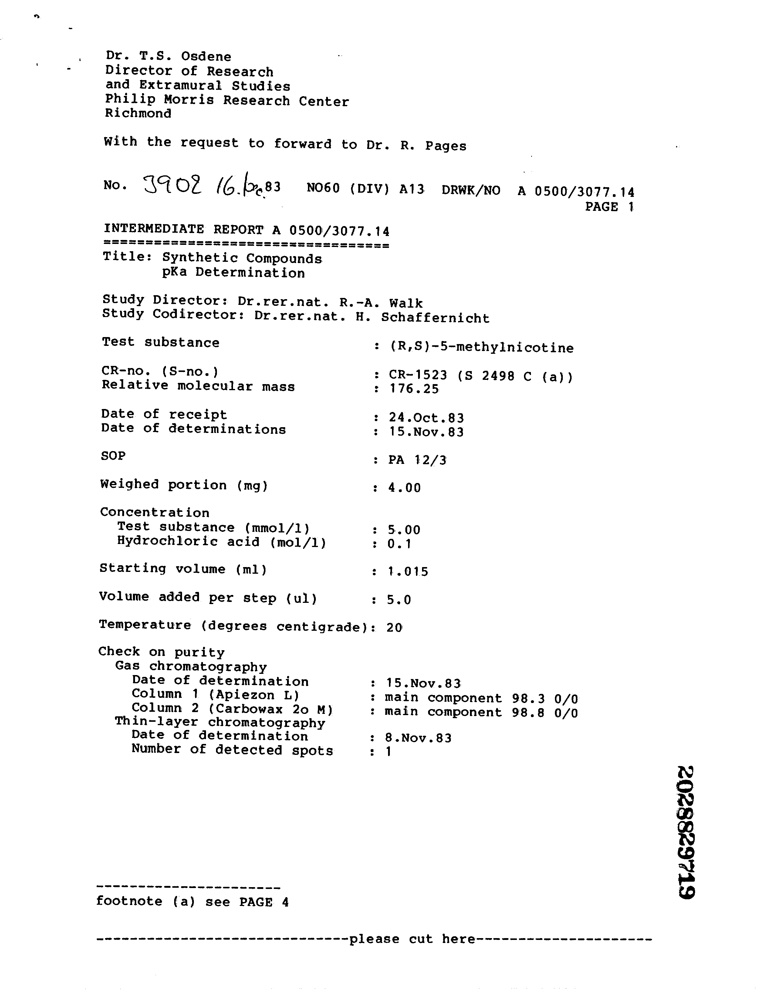 Dr. T.S. Osdene
Director of Research
and Extramural Studies
Philip Morris Research Center
Richmond
With the request to forward to Dr. R. Pages
No. 3902 16. 83 NO60 (DIV) A13 DRWK/NO A 0500/3077.14
PAGE 1
INTERMEDIATE REPORT A 0500/3077.14
==================================
Title: Synthetic Compounds
pKa Determination
Study Director: Dr.rer.nat. R.-A. Walk
Study Codirector: Dr.rer.nat. H. Schaffernicht
Test substance : (R,S)-5-methylnicotine
CR-no. (S-no.) : CR-1523 (S 2498 C (a))
Relative molecular mass : 176.25
Date of receipt : 24.Oct.83
Date of determinations : 15.Nov.83
SOP : PA 12/3
Weighed portion (mg) : 4.00
Concentration
Test substance (mmol/l) : 5.00
Hydrochloric acid (mol/l) : 0.1
Starting volume (ml) : 1.015
Volume added per step (ul) : 5.0
Temperature (degrees centigrade): 20
Check on purity
Gas chromatography
Date of determination : 15.Nov.83
Column 1 (Apiezon L) : main component 98.3 0/0
Column 2 (Carbowax 2o M) : main component 98.8 0/0
Thin-layer chromatography
Date of determination : 8.Nov.83
Number of detected spots : 1
2028829719
----------------------
footnote (a) see PAGE 4
------------------------------please cut here---------------------